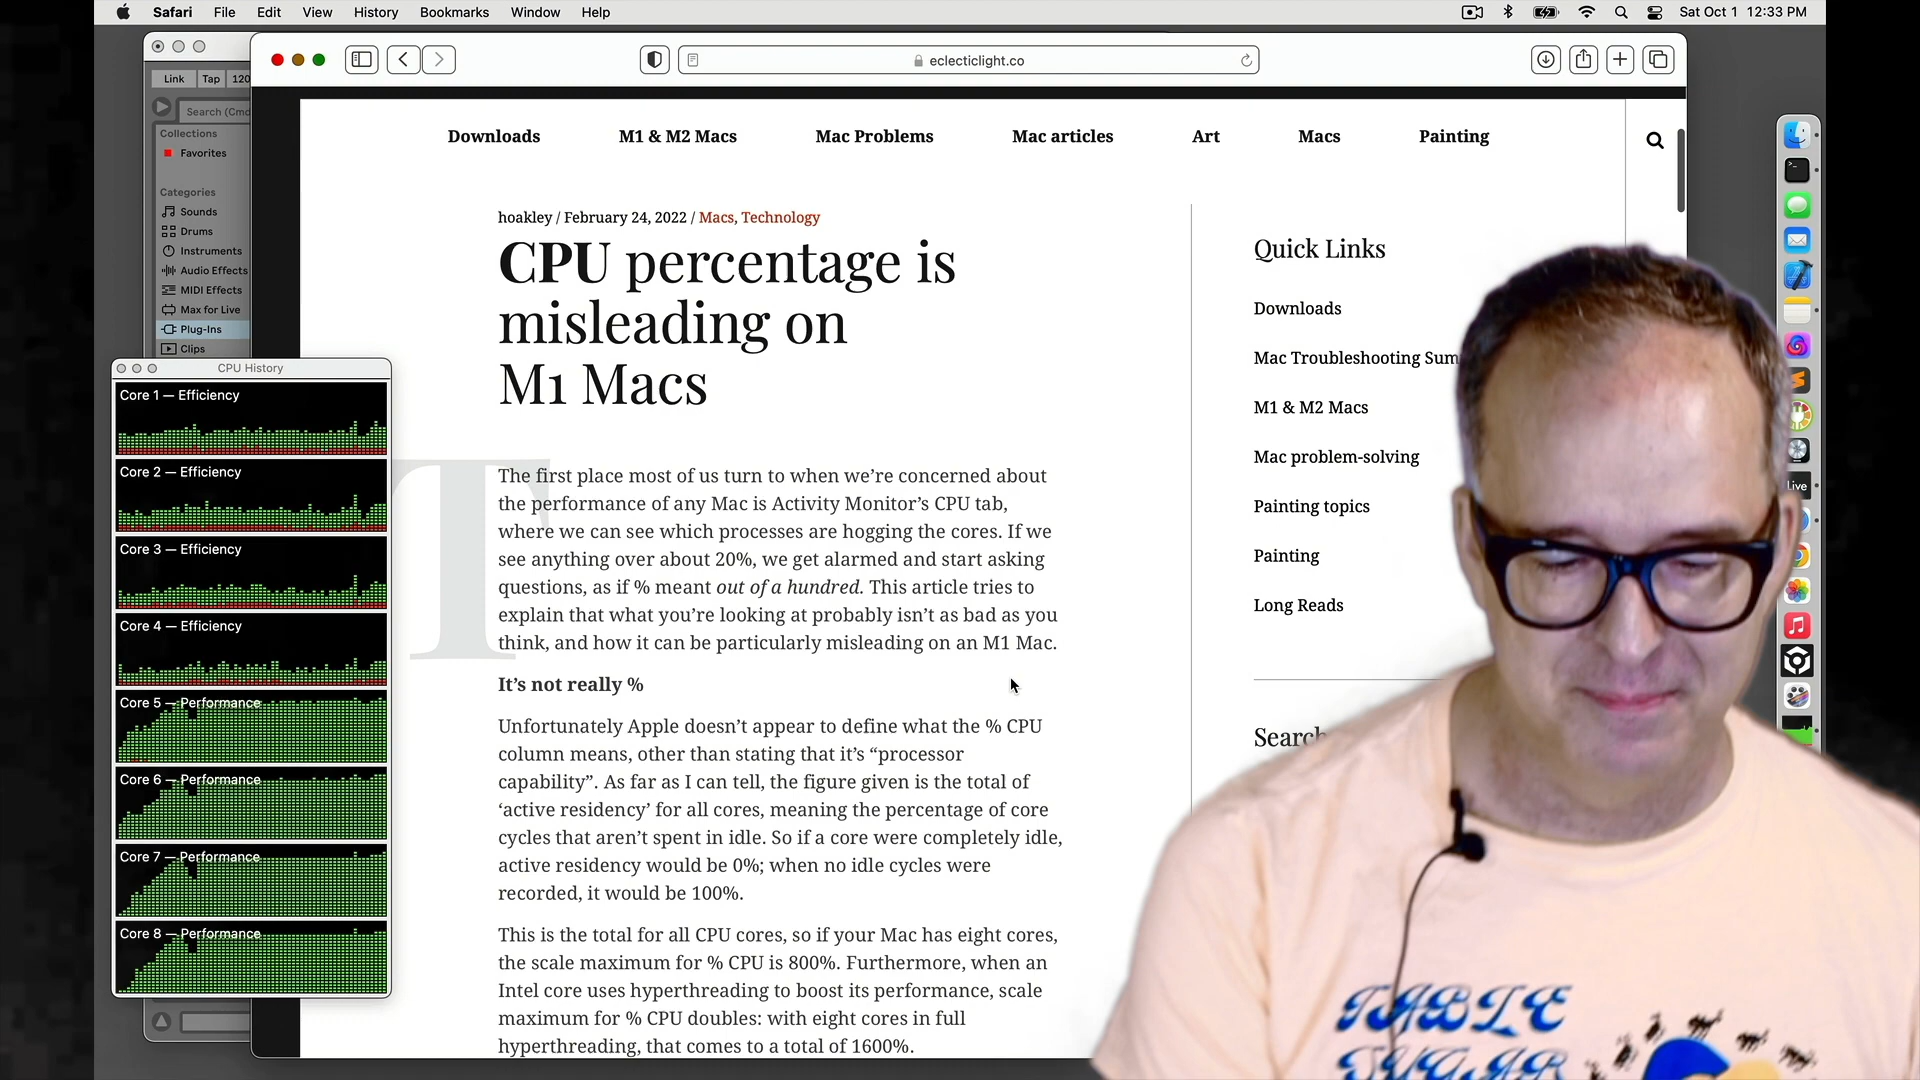 Safari File Edit View History Bookmarks Window Help
Sat Oct 1 12:33 PM
Link Tap 120
Search (Cmd
Collections
Favorites
Categories
Sounds
Drums
Instruments
Audio Effects
MIDI Effects
Max for Live
Plug-Ins
Clips
eclecticlight.co
Downloads M1 & M2 Macs Mac Problems Mac articles Art Macs Painting
hoakley / February 24, 2022 / Macs, Technology
CPU percentage is
misleading on
M1 Macs
T
The first place most of us turn to when we’re concerned about
the performance of any Mac is Activity Monitor’s CPU tab,
where we can see which processes are hogging the cores. If we
see anything over about 20%, we get alarmed and start asking
questions, as if % meant out of a hundred. This article tries to
explain that what you’re looking at probably isn’t as bad as you
think, and how it can be particularly misleading on an M1 Mac.
It’s not really %
Unfortunately Apple doesn’t appear to define what the % CPU
column means, other than stating that it’s “processor
capability”. As far as I can tell, the figure given is the total of
‘active residency’ for all cores, meaning the percentage of core
cycles that aren’t spent in idle. So if a core were completely idle,
active residency would be 0%; when no idle cycles were
recorded, it would be 100%.
This is the total for all CPU cores, so if your Mac has eight cores,
the scale maximum for % CPU is 800%. Furthermore, when an
Intel core uses hyperthreading to boost its performance, scale
maximum for % CPU doubles: with eight cores in full
hyperthreading, that comes to a total of 1600%.
Quick Links
Downloads
Mac Troubleshooting Sum
M1 & M2 Macs
Mac problem-solving
Painting topics
Painting
Long Reads
Search
CPU History
Core 1 — Efficiency
Core 2 — Efficiency
Core 3 — Efficiency
Core 4 — Efficiency
Core 5 — Performance
Core 6 — Performance
Core 7 — Performance
Core 8 — Performance
Live
TABLE
SUGAR